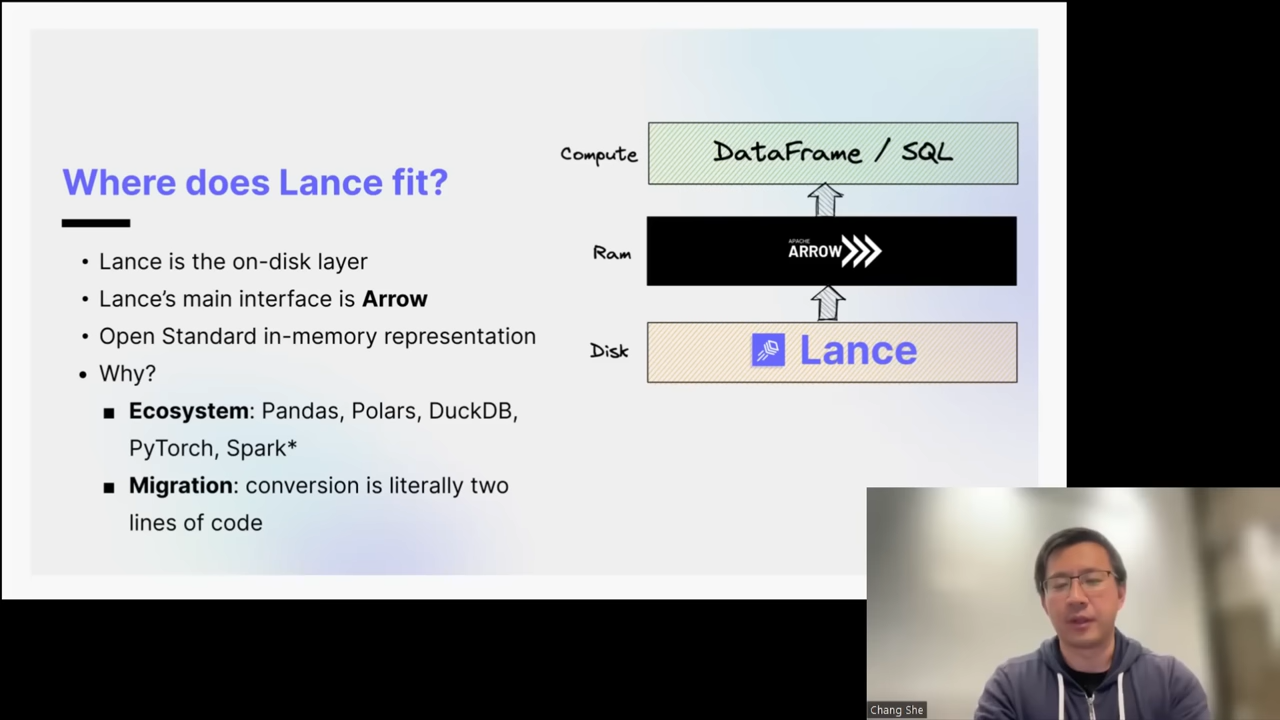 Where does Lance fit?
• Lance is the on-disk layer
• Lance’s main interface is Arrow
• Open Standard in-memory representation
• Why?
■ Ecosystem: Pandas, Polars, DuckDB,
PyTorch, Spark*
■ Migration: conversion is literally two
lines of code
Compute
DataFrame / SQL
Ram
APACHE
ARROW
Disk
Lance
Chang She